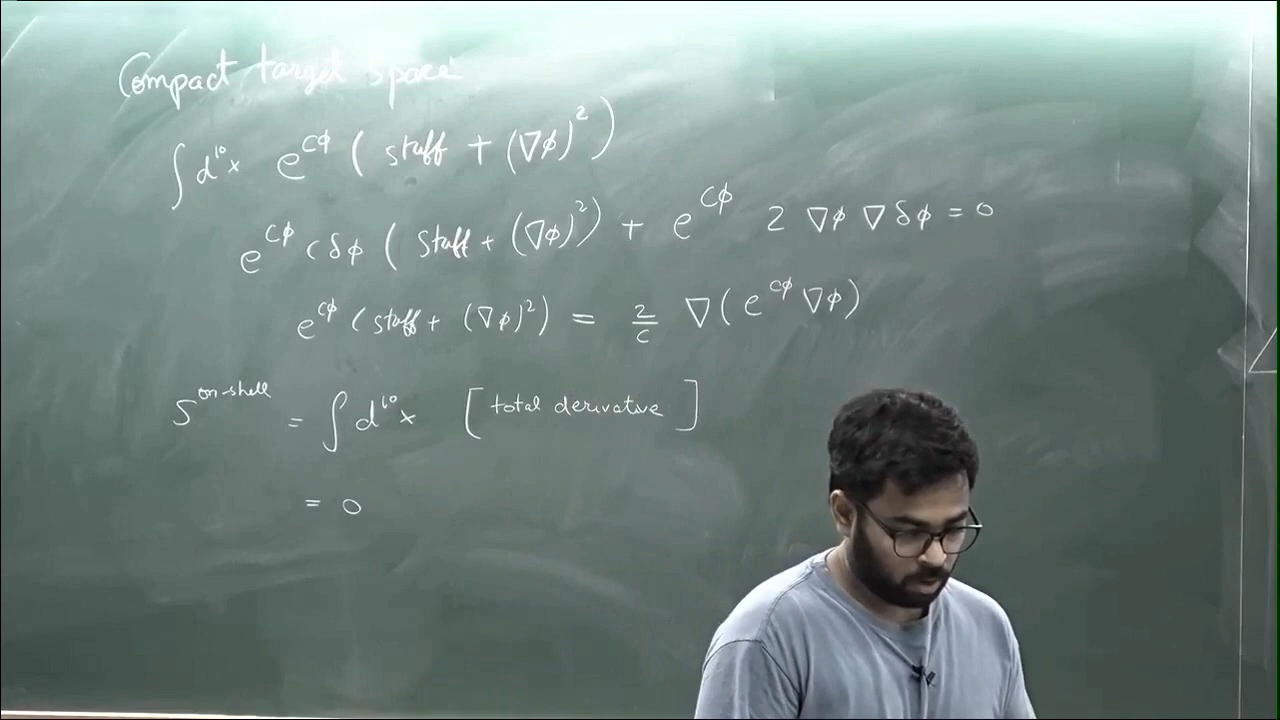 Compact target space
∫ d¹⁰x e^{cϕ} ( stuff + (∇ϕ)² )
e^{cϕ} c δϕ ( stuff + (∇ϕ)² ) + e^{cϕ} 2 ∇ϕ ∇δϕ = 0
e^{cϕ} ( stuff + (∇ϕ)² ) = 2/c ∇( e^{cϕ} ∇ϕ )
S^{on-shell} = ∫ d¹⁰x [ total derivative ]
= 0